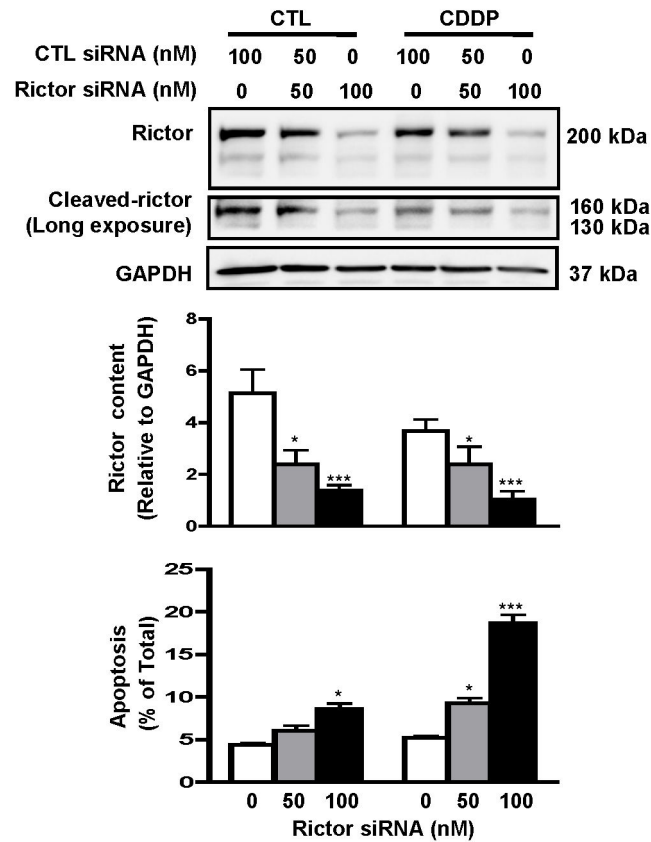 CTL CDDP
CTL siRNA (nM) 100 50 0 100 50 0
Rictor siRNA (nM) 0 50 100 0 50 100
Rictor 200 kDa
Cleaved-rictor 160 kDa
(Long exposure) 130 kDa
GAPDH 37 kDa
Rictor content
(Relative to GAPDH)
8
6
4
2
0
* *** * ***
Apoptosis
(% of Total)
25
20
15
10
5
0
* * ***
0 50 100 0 50 100
Rictor siRNA (nM)